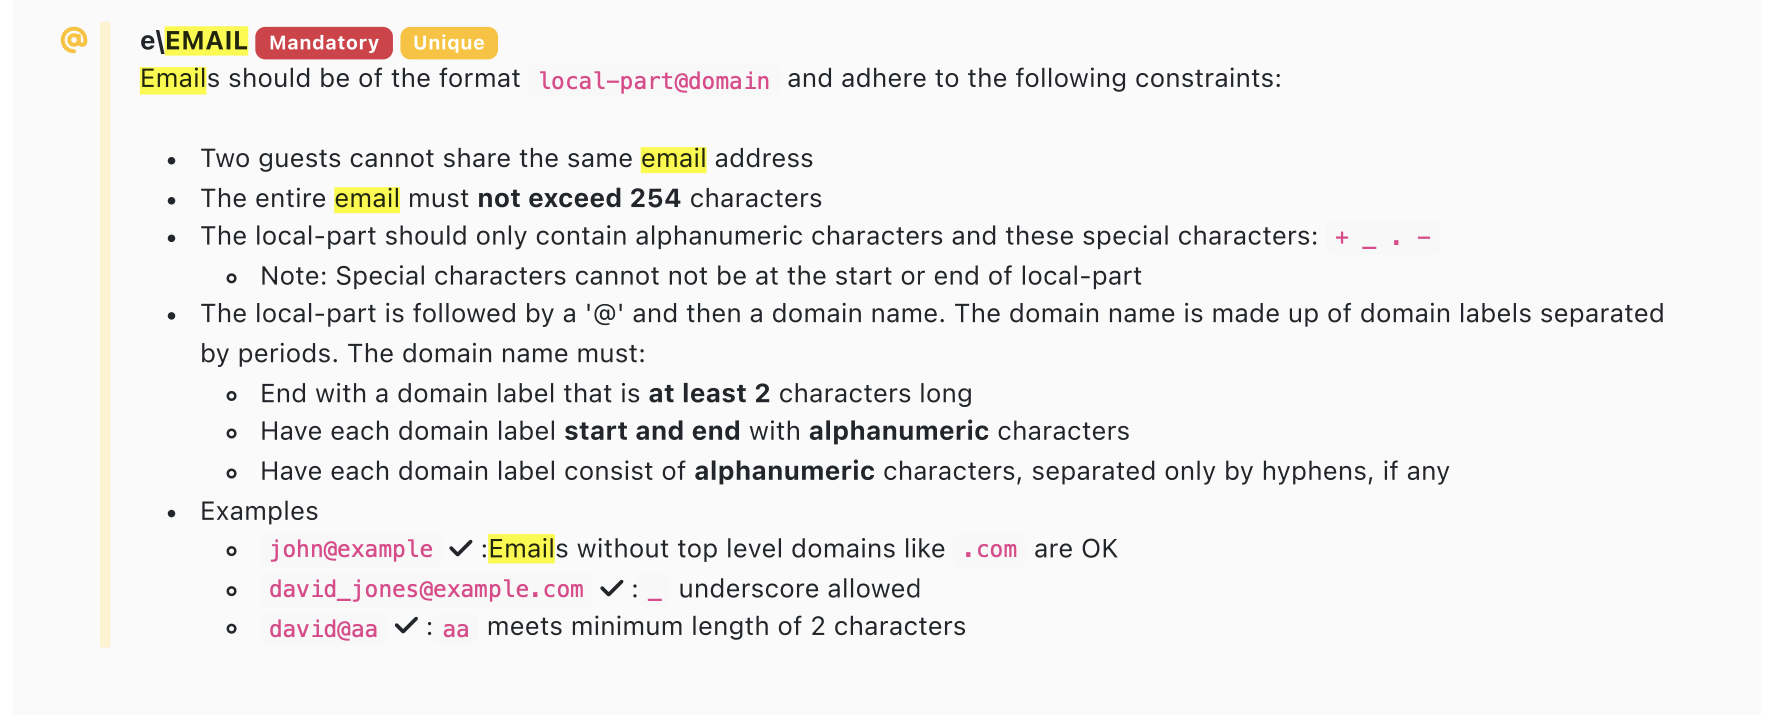 @ e\EMAIL Mandatory Unique
Emails should be of the format local-part@domain and adhere to the following constraints:
• Two guests cannot share the same email address
• The entire email must not exceed 254 characters
• The local-part should only contain alphanumeric characters and these special characters: + _ . -
◦ Note: Special characters cannot not be at the start or end of local-part
• The local-part is followed by a '@' and then a domain name. The domain name is made up of domain labels separated
by periods. The domain name must:
◦ End with a domain label that is at least 2 characters long
◦ Have each domain label start and end with alphanumeric characters
◦ Have each domain label consist of alphanumeric characters, separated only by hyphens, if any
• Examples
◦ john@example ✓ :Emails without top level domains like .com are OK
◦ david_jones@example.com ✓ : _ underscore allowed
◦ david@aa ✓ : aa meets minimum length of 2 characters